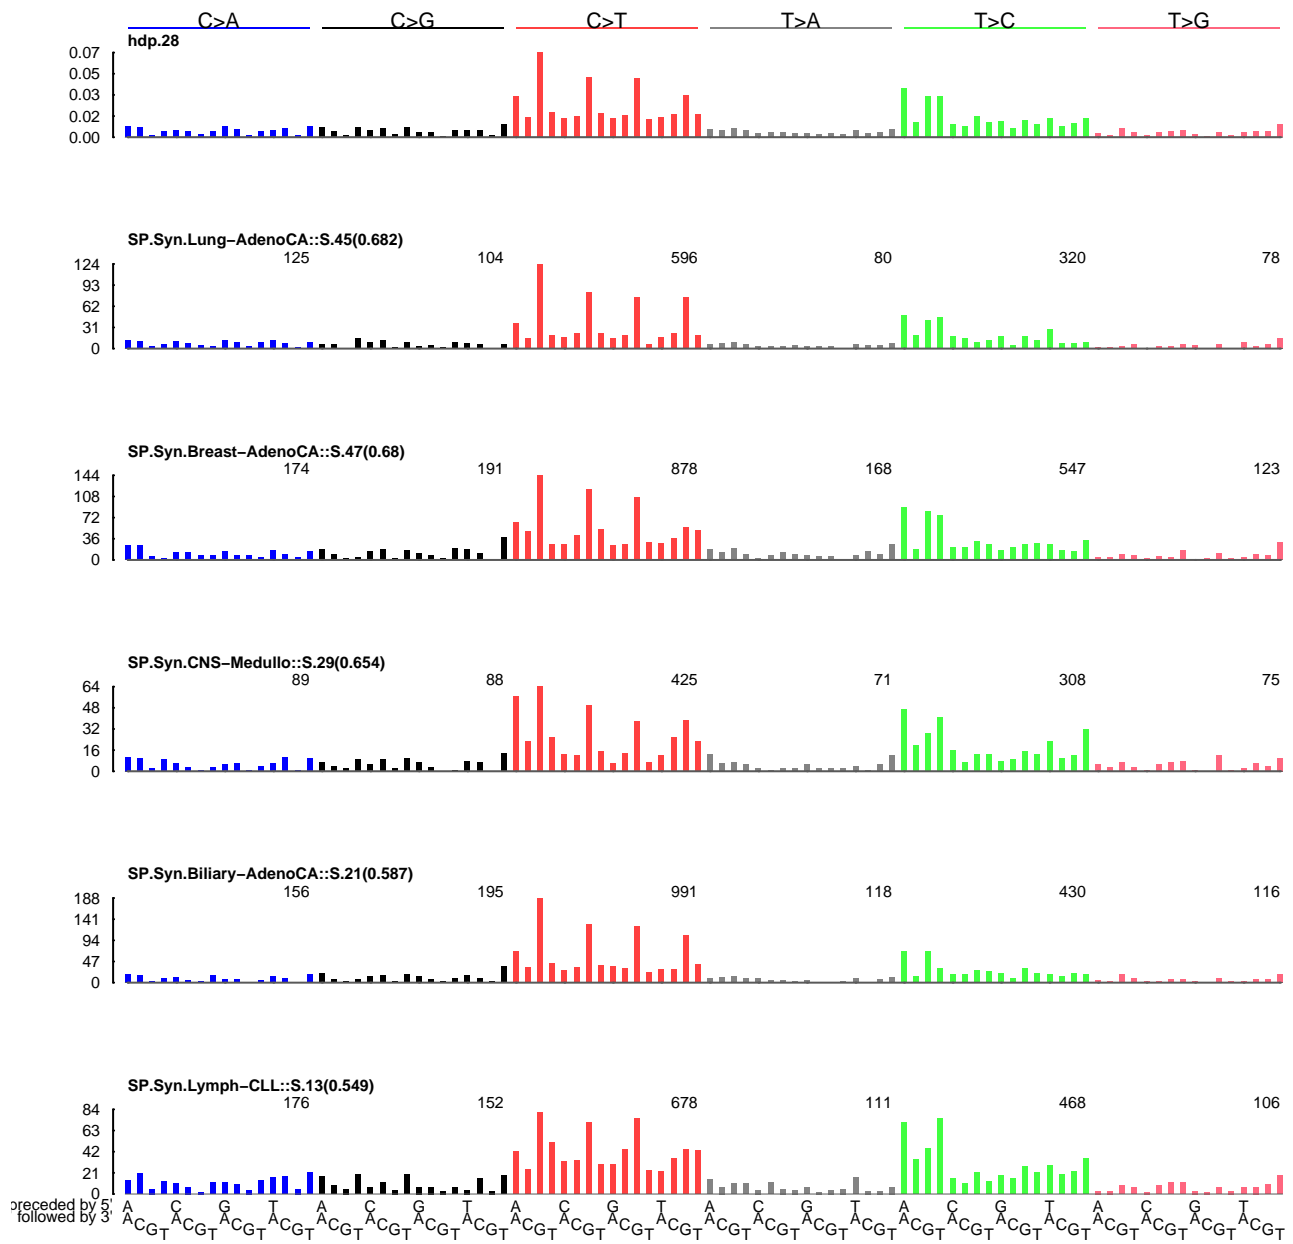 C>A C>G C>T T>A T>C T>G
hdp.28
0.07
0.05
0.03
0.02
0.00
SP.Syn.Lung−AdenoCA::S.45(0.682)
125 104 596 80 320 78
124
93
62
31
0
SP.Syn.Breast−AdenoCA::S.47(0.68)
174 191 878 168 547 123
144
108
72
36
0
SP.Syn.CNS−Medullo::S.29(0.654)
89 88 425 71 308 75
64
48
32
16
0
SP.Syn.Biliary−AdenoCA::S.21(0.587)
156 195 991 118 430 116
188
141
94
47
0
SP.Syn.Lymph−CLL::S.13(0.549)
176 152 678 111 468 106
84
63
42
21
0
preceded by 5' A C G T A C G T A C G T A C G T A C G T A C G T
followed by 3' A C G T A C G T A C G T A C G T A C G T A C G T A C G T A C G T A C G T A C G T A C G T A C G T A C G T A C G T A C G T A C G T A C G T A C G T A C G T A C G T A C G T A C G T A C G T A C G T